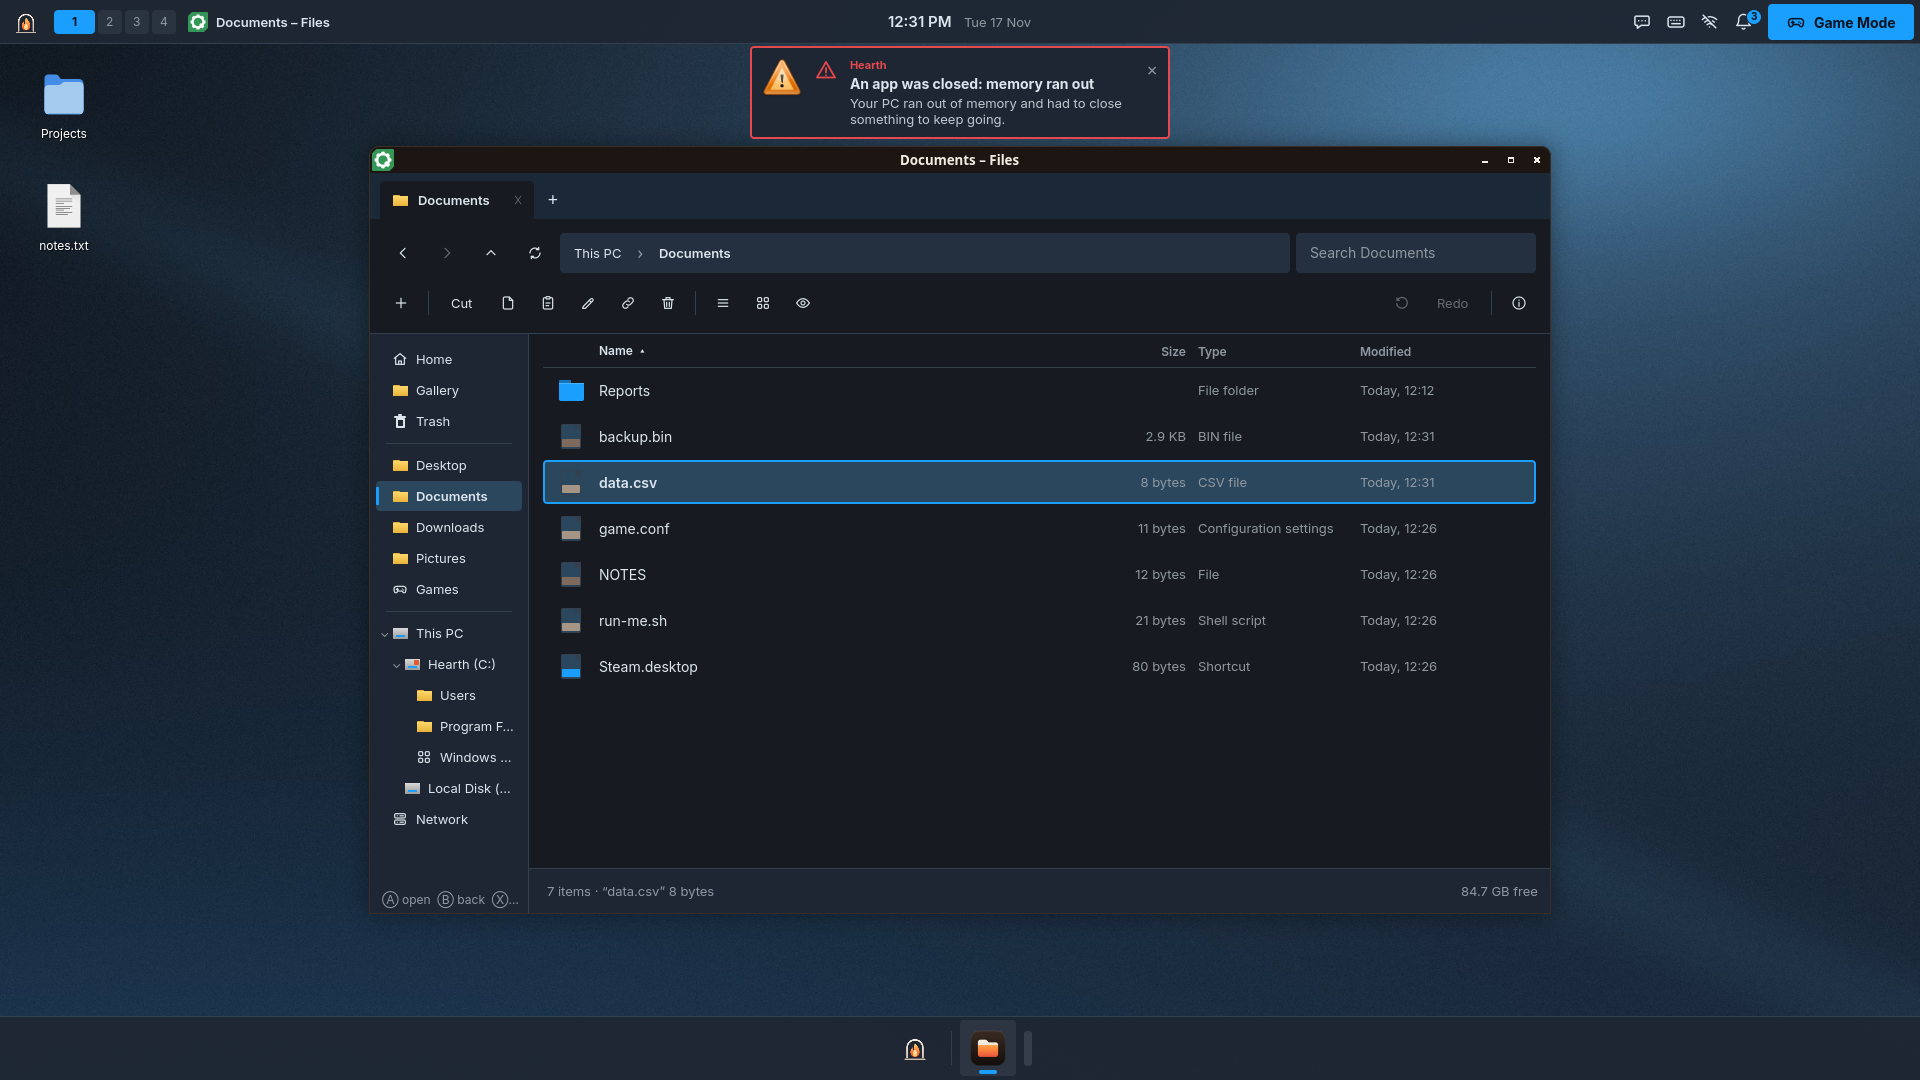 1 2 3 4 Documents – Files
12:31 PM Tue 17 Nov
3
Game Mode
Projects
notes.txt
Hearth
An app was closed: memory ran out
Your PC ran out of memory and had to close
something to keep going.
Documents – Files
Documents
This PC › Documents
Search Documents
Cut
Redo
Home
Gallery
Trash
Desktop
Documents
Downloads
Pictures
Games
This PC
Hearth (C:)
Users
Program F...
Windows ...
Local Disk (...
Network
A open B back X...
Name Size Type Modified
Reports File folder Today, 12:12
backup.bin 2.9 KB BIN file Today, 12:31
data.csv 8 bytes CSV file Today, 12:31
game.conf 11 bytes Configuration settings Today, 12:26
NOTES 12 bytes File Today, 12:26
run-me.sh 21 bytes Shell script Today, 12:26
Steam.desktop 80 bytes Shortcut Today, 12:26
7 items · “data.csv” 8 bytes
84.7 GB free